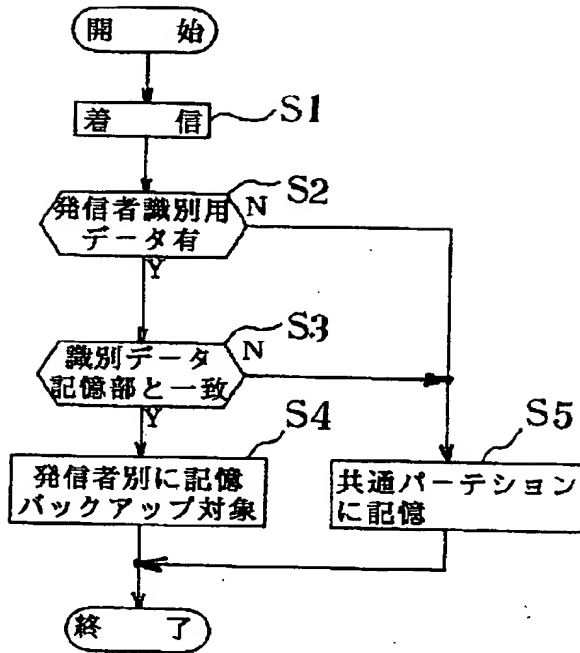 開 始
着 信
S1
発信者識別用
データ有
S2
N
Y
識別データ
記憶部と一致
S3
N
Y
発信者別に記憶
バックアップ対象
S4
共通パーテション
に記憶
S5
終 了